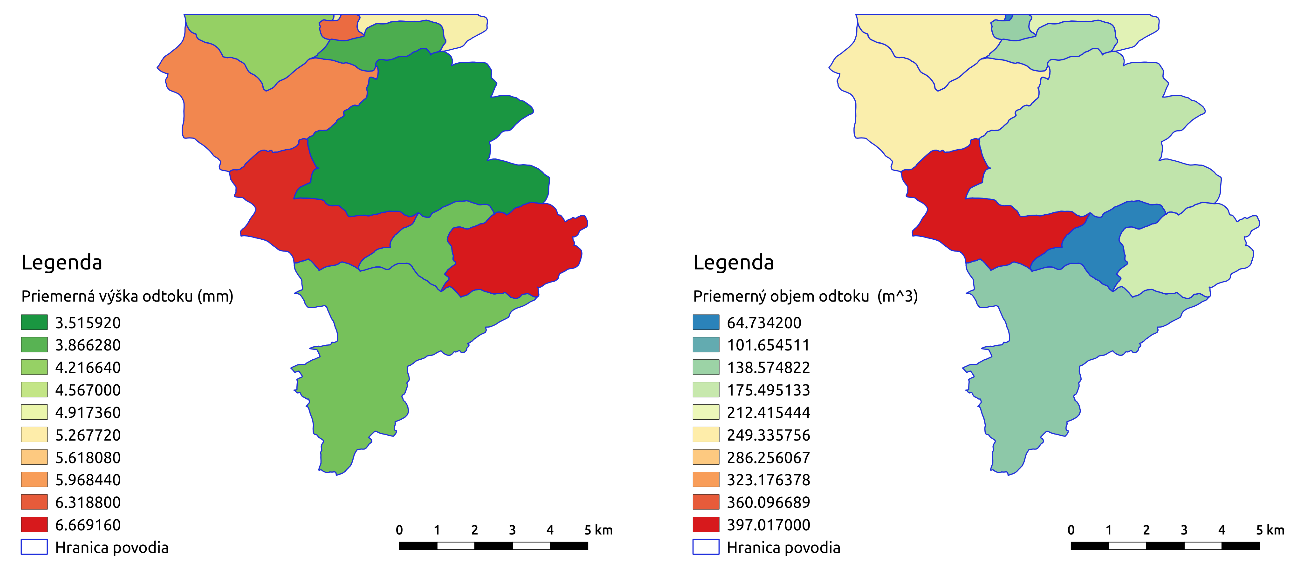 Legenda
Priemerná výška odtoku (mm)
3.515920
3.866280
4.216640
4.567000
4.917360
5.267720
5.618080
5.968440
6.318800
6.669160
Hranica povodia
0 1 2 3 4 5 km
Legenda
Priemerný objem odtoku (m^3)
64.734200
101.654511
138.574822
175.495133
212.415444
249.335756
286.256067
323.176378
360.096689
397.017000
Hranica povodia
0 1 2 3 4 5 km